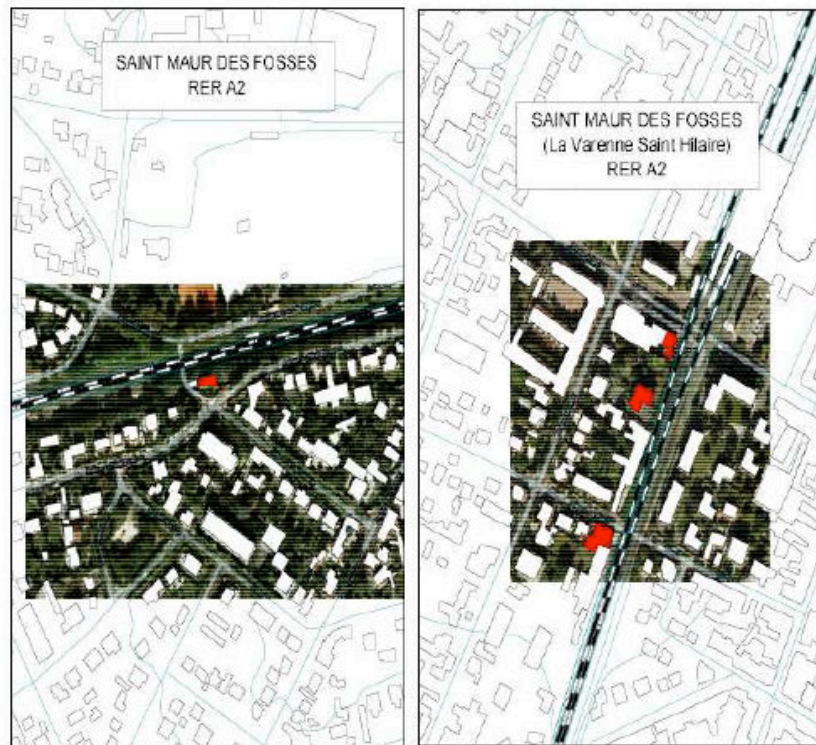 SAINT MAUR DES FOSSES
RER A2
SAINT MAUR DES FOSSES
(La Varenne Saint Hilaire)
RER A2